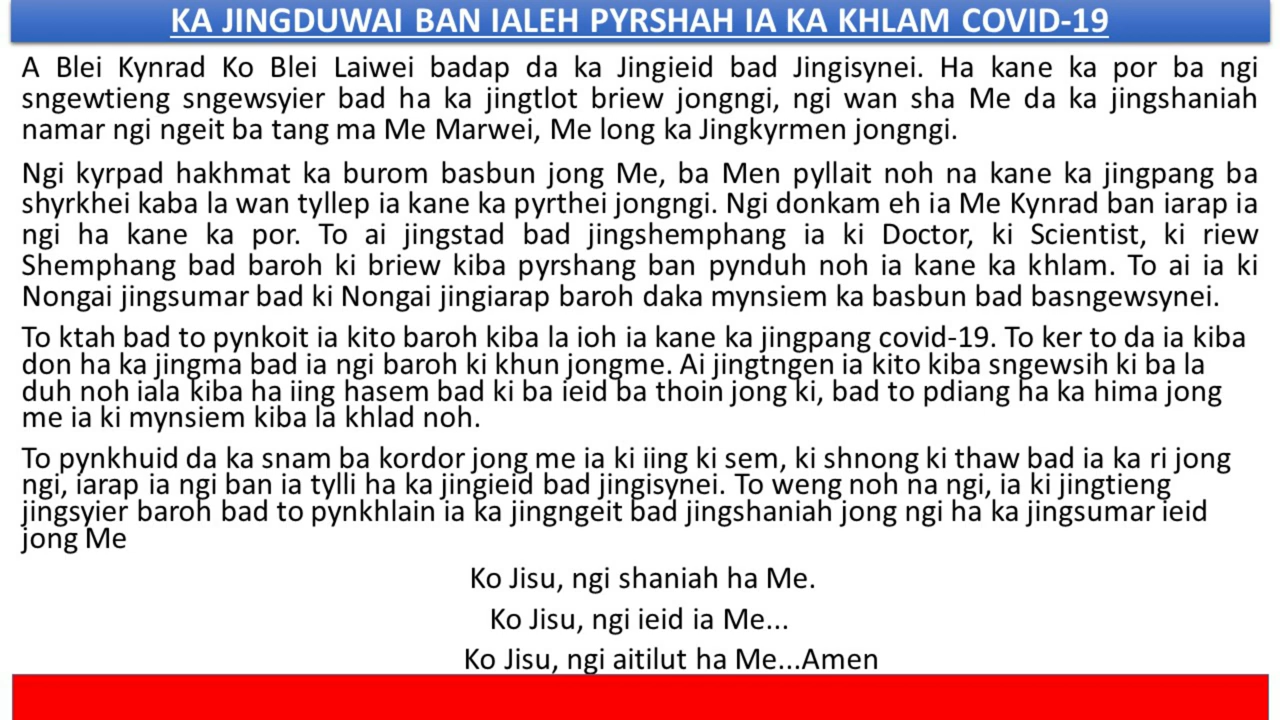 KA JINGDUWAI BAN IALEH PYRSHAH IA KA KHLAM COVID-19
A Blei Kynrad Ko Blei Laiwei badap da ka Jingieid bad Jingisynei. Ha kane ka por ba ngi
sngewtieng sngewsyier bad ha ka jingtlot briew jongngi, ngi wan sha Me da ka jingshaniah
namar ngi ngeit ba tang ma Me Marwei, Me long ka Jingkyrmen jongngi.
Ngi kyrpad hakhmat ka burom basbun jong Me, ba Men pyllait noh na kane ka jingpang ba
shyrkhei kaba la wan tyllep ia kane ka pyrthei jongngi. Ngi donkam eh ia Me Kynrad ban iarap ia
ngi ha kane ka por. To ai jingstad bad jingshemphang ia ki Doctor, ki Scientist, ki riew
Shemphang bad baroh ki briew kiba pyrshang ban pynduh noh ia kane ka khlam. To ai ia ki
Nongai jingsumar bad ki Nongai jingiarap baroh daka mynsiem ka basbun bad basngewsynei.
To ktah bad to pynkoit ia kito baroh kiba la ioh ia kane ka jingpang covid-19. To ker to da ia kiba
don ha ka jingma bad ia ngi baroh ki khun jongme. Ai jingtngen ia kito kiba sngewsih ki ba la
duh noh iala kiba ha iing hasem bad ki ba ieid ba thoin jong ki, bad to pdiang ha ka hima jong
me ia ki mynsiem kiba la khlad noh.
To pynkhuid da ka snam ba kordor jong me ia ki iing ki sem, ki shnong ki thaw bad ia ka ri jong
ngi, iarap ia ngi ban ia tylli ha ka jingieid bad jingisynei. To weng noh na ngi, ia ki jingtieng
jingsyier baroh bad to pynkhlain ia ka jingngeit bad jingshaniah jong ngi ha ka jingsumar ieid
jong Me
Ko Jisu, ngi shaniah ha Me.
Ko Jisu, ngi ieid ia Me...
Ko Jisu, ngi aitilut ha Me...Amen